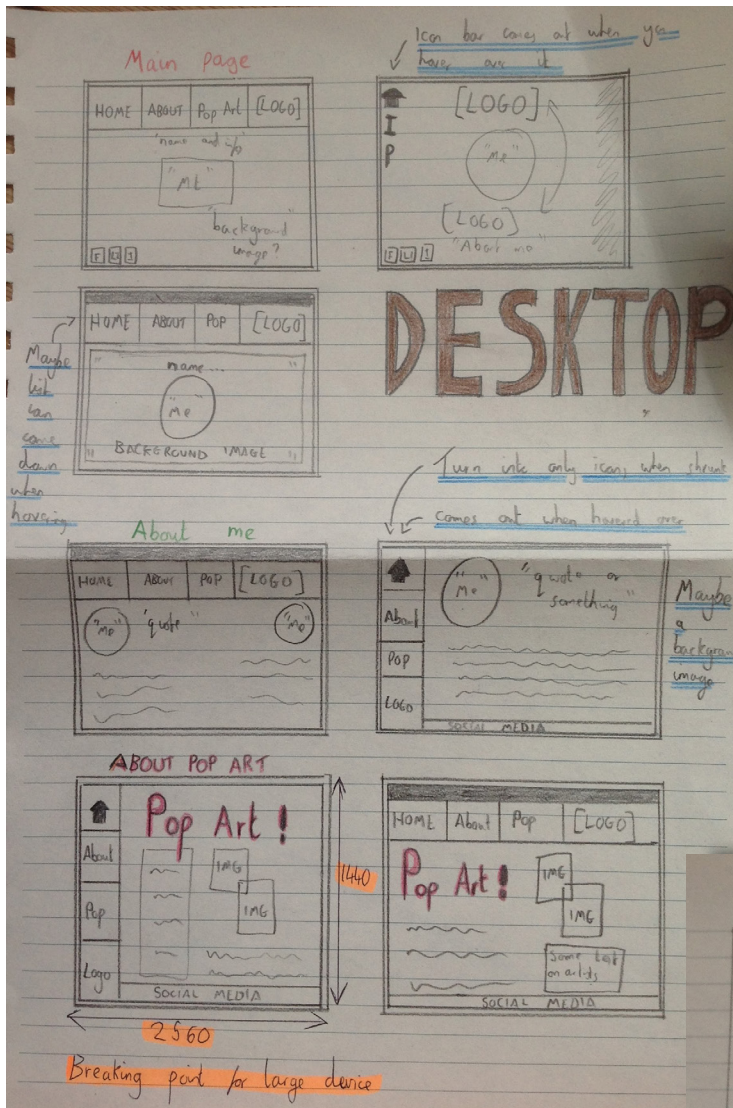 Icon bar comes out when you
hover over it
Main page
HOME ABOUT Pop Art [LOGO]
"name and info"
"Me"
"background
image?"
F LI I
I
P
[LOGO]
"Me"
[LOGO]
"About me"
F LI I
HOME ABOUT POP [LOGO]
name...
"Me"
BACKGROUND IMAGE
Maybe
list
can
come
down
when
hovering
DESKTOP
Turn into only icons, when shrunk
comes out when hovered over
About me
HOME ABOUT POP [LOGO]
"Me" "quote" "Me"
About
POP
LOGO
"Me"
"quote or
something"
SOCIAL MEDIA
Maybe
a
background
image
ABOUT POP ART
About
Pop
Logo
Pop Art!
IMG
IMG
SOCIAL MEDIA
1440
2560
Breaking point for large device
HOME About Pop [LOGO]
Pop Art!
IMG
IMG
Some text
on artists
SOCIAL MEDIA